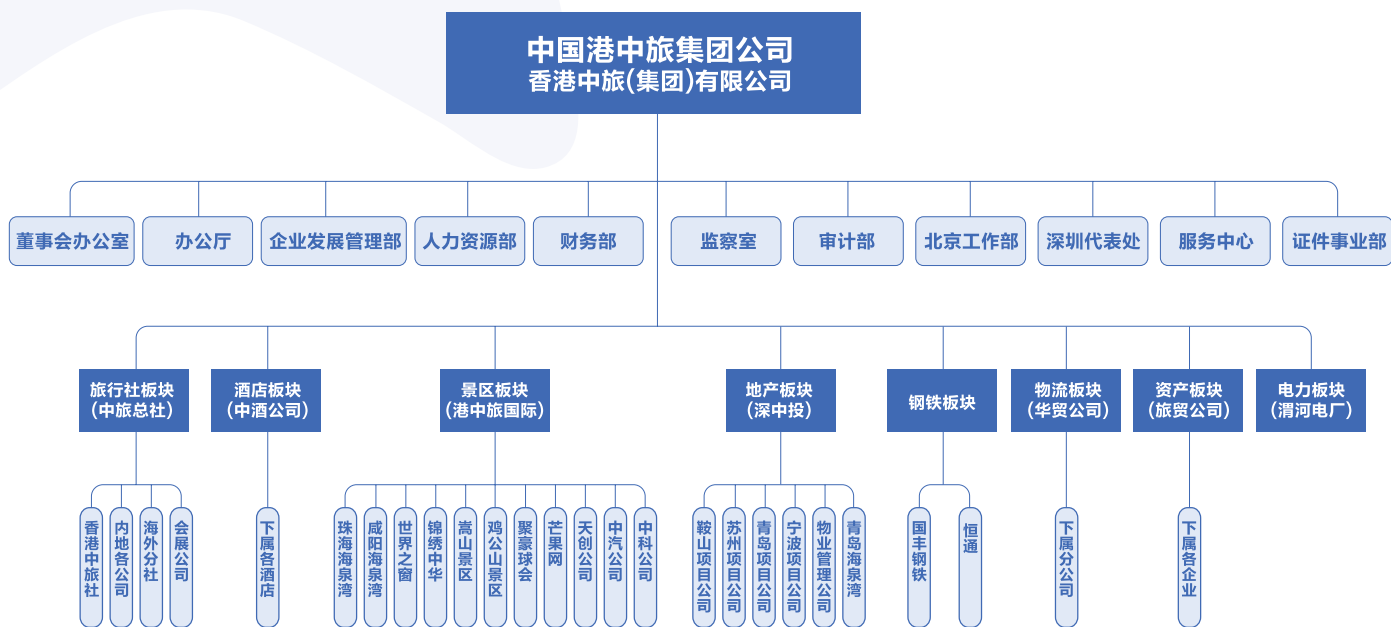 中国港中旅集团公司
香港中旅(集团)有限公司
董事会办公室
办公厅
企业发展管理部
人力资源部
财务部
监察室
审计部
北京工作部
深圳代表处
服务中心
证件事业部
旅行社板块
(中旅总社)
酒店板块
(中酒公司)
景区板块
(港中旅国际)
地产板块
(深中投)
钢铁板块
物流板块
(华贸公司)
资产板块
(旅贸公司)
电力板块
(渭河电厂)
香港中旅社
内地各公司
海外分社
会展公司
下属各酒店
珠海海泉湾
咸阳海泉湾
世界之窗
锦绣中华
嵩山景区
鸡公山景区
聚豪球会
芒果网
天创公司
中汽公司
中科公司
鞍山项目公司
苏州项目公司
青岛项目公司
宁波项目公司
物业管理公司
青岛海泉湾
国丰钢铁
恒通
下属分公司
下属各企业